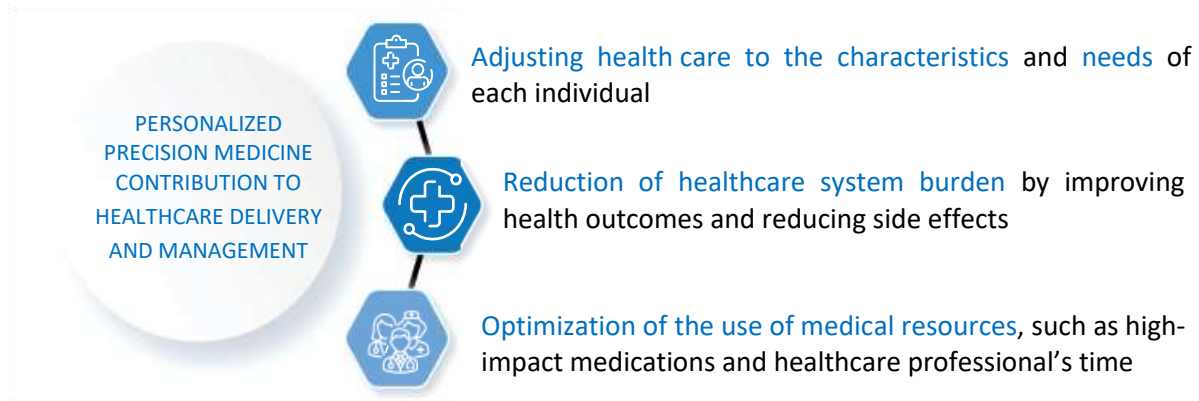 PERSONALIZED
PRECISION MEDICINE
CONTRIBUTION TO
HEALTHCARE DELIVERY
AND MANAGEMENT
Adjusting health care to the characteristics and needs of
each individual
Reduction of healthcare system burden by improving
health outcomes and reducing side effects
Optimization of the use of medical resources, such as high-
impact medications and healthcare professional’s time